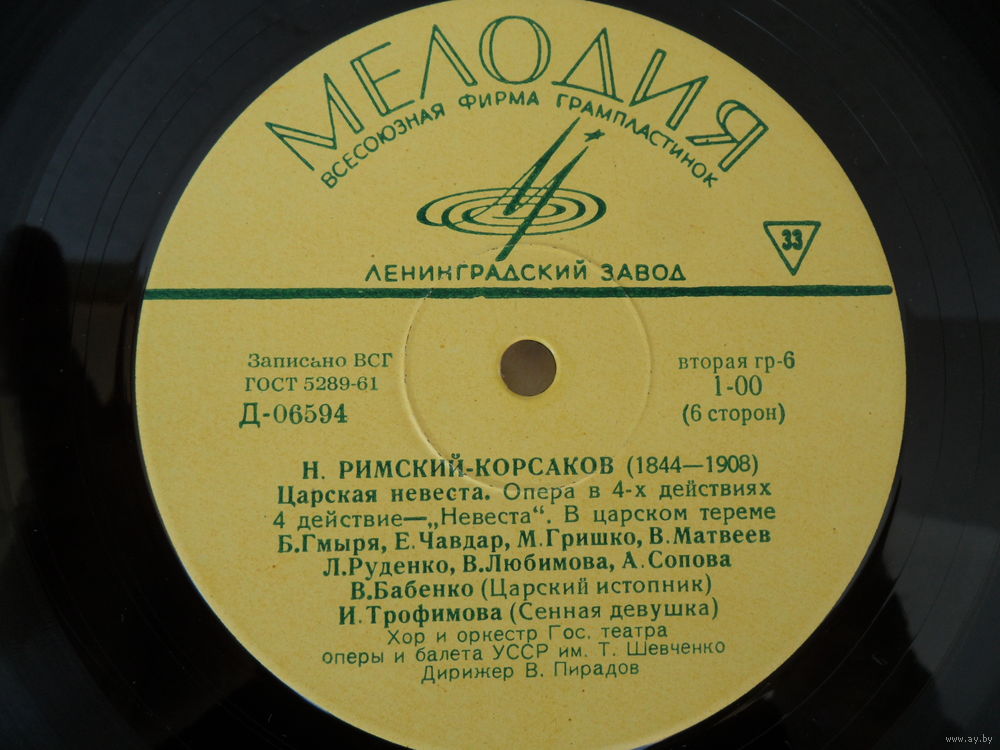 МЕЛОДИЯ
ВСЕСОЮЗНАЯ ФИРМА ГРАМПЛАСТИНОК
ЛЕНИНГРАДСКИЙ ЗАВОД
33
Записано ВСГ
ГОСТ 5289-61
Д-06594
вторая гр-6
1-00
(6 сторон)
Н. РИМСКИЙ-КОРСАКОВ (1844—1908)
Царская невеста. Опера в 4-х действиях
4 действие—„Невеста“. В царском тереме
Б.Гмыря, Е.Чавдар, М.Гришко, В.Матвеев
Л.Руденко, В.Любимова, А.Сопова
В.Бабенко (Царский истопник)
И.Трофимова (Сенная девушка)
Хор и оркестр Гос. театра
оперы и балета УССР им. Т. Шевченко
Дирижер В. Пирадов
www.ay.by